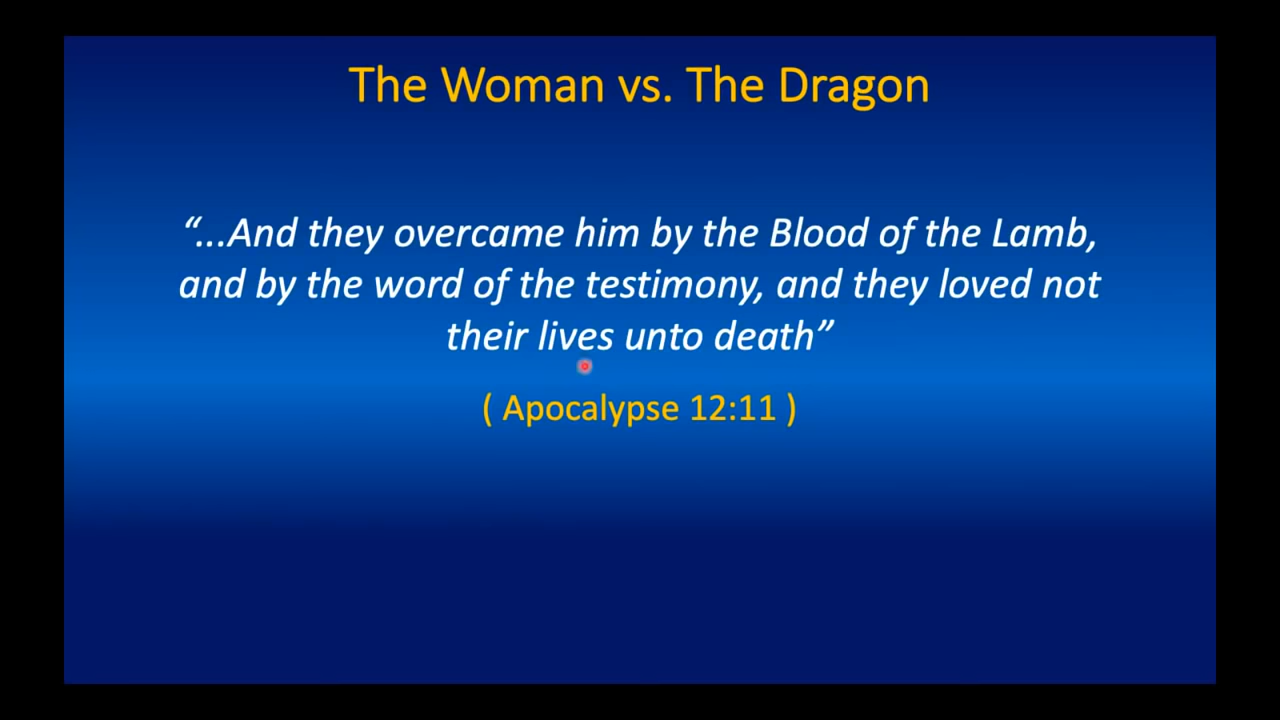 The Woman vs. The Dragon
“...And they overcame him by the Blood of the Lamb,
and by the word of the testimony, and they loved not
their lives unto death”
( Apocalypse 12:11 )